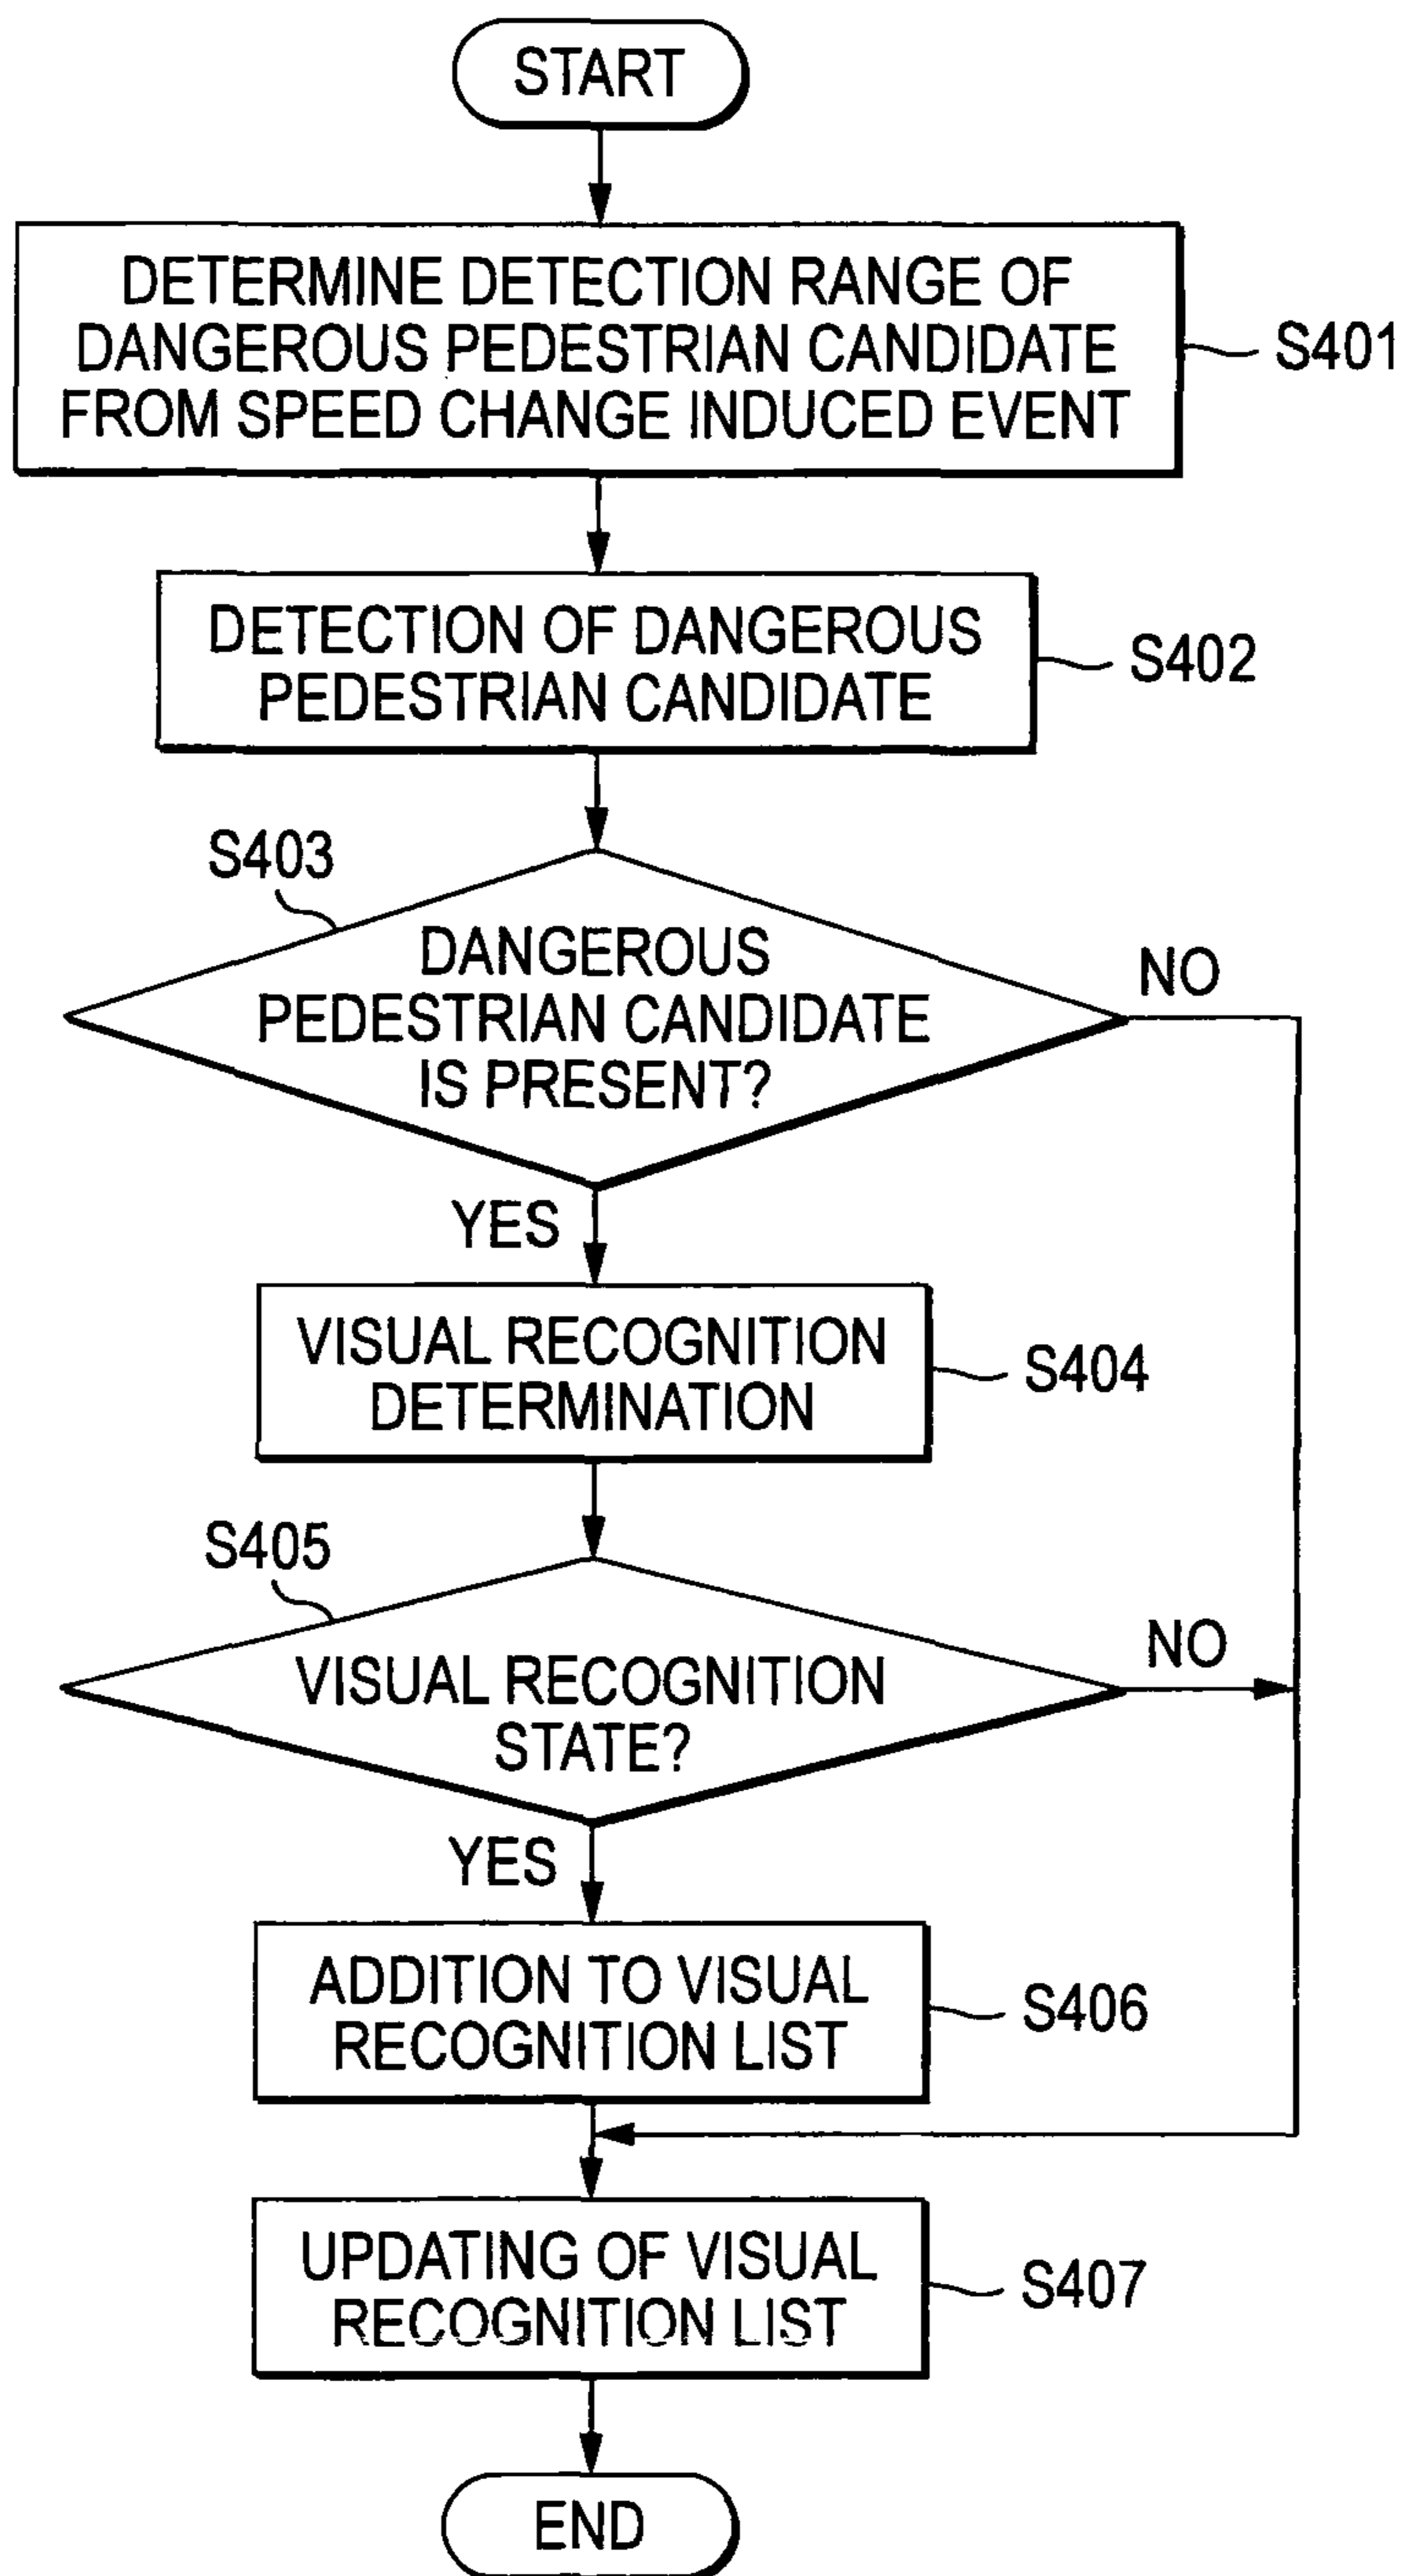 START
DETERMINE DETECTION RANGE OF
DANGEROUS PEDESTRIAN CANDIDATE
FROM SPEED CHANGE INDUCED EVENT
S401
DETECTION OF DANGEROUS
PEDESTRIAN CANDIDATE
S402
S403
DANGEROUS
PEDESTRIAN CANDIDATE
IS PRESENT?
NO
YES
VISUAL RECOGNITION
DETERMINATION
S404
S405
VISUAL RECOGNITION
STATE?
NO
YES
ADDITION TO VISUAL
RECOGNITION LIST
S406
UPDATING OF VISUAL
RECOGNITION LIST
S407
END